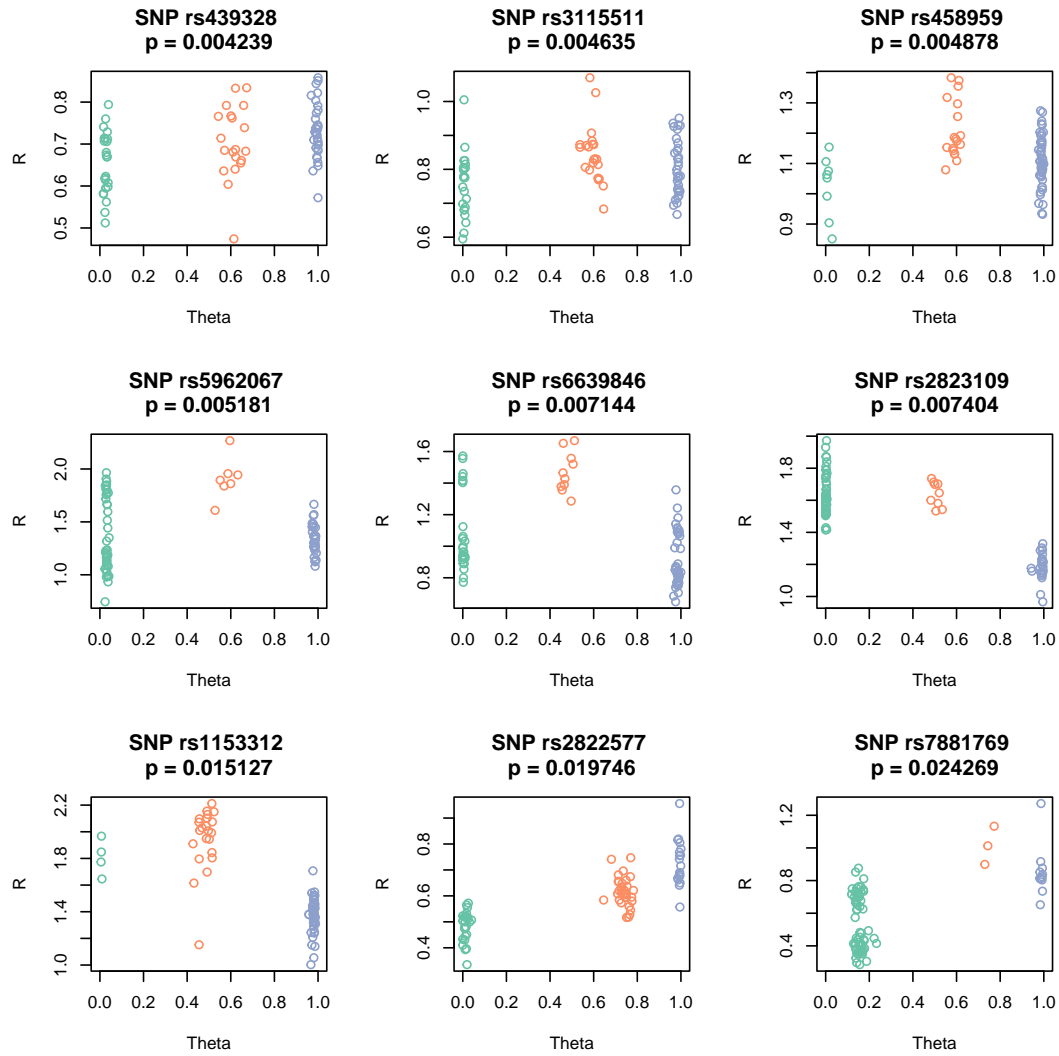 SNP rs439328
p = 0.004239
R
0.5 0.6 0.7 0.8
0.0 0.2 0.4 0.6 0.8 1.0
Theta
SNP rs3115511
p = 0.004635
R
0.6 0.8 1.0
0.0 0.2 0.4 0.6 0.8 1.0
Theta
SNP rs458959
p = 0.004878
R
0.9 1.1 1.3
0.0 0.2 0.4 0.6 0.8 1.0
Theta
SNP rs5962067
p = 0.005181
R
1.0 1.5 2.0
0.0 0.2 0.4 0.6 0.8 1.0
Theta
SNP rs6639846
p = 0.007144
R
0.8 1.2 1.6
0.0 0.2 0.4 0.6 0.8 1.0
Theta
SNP rs2823109
p = 0.007404
R
1.0 1.4 1.8
0.0 0.2 0.4 0.6 0.8 1.0
Theta
SNP rs1153312
p = 0.015127
R
1.0 1.4 1.8 2.2
0.0 0.2 0.4 0.6 0.8 1.0
Theta
SNP rs2822577
p = 0.019746
R
0.4 0.6 0.8
0.0 0.2 0.4 0.6 0.8 1.0
Theta
SNP rs7881769
p = 0.024269
R
0.4 0.8 1.2
0.0 0.2 0.4 0.6 0.8 1.0
Theta